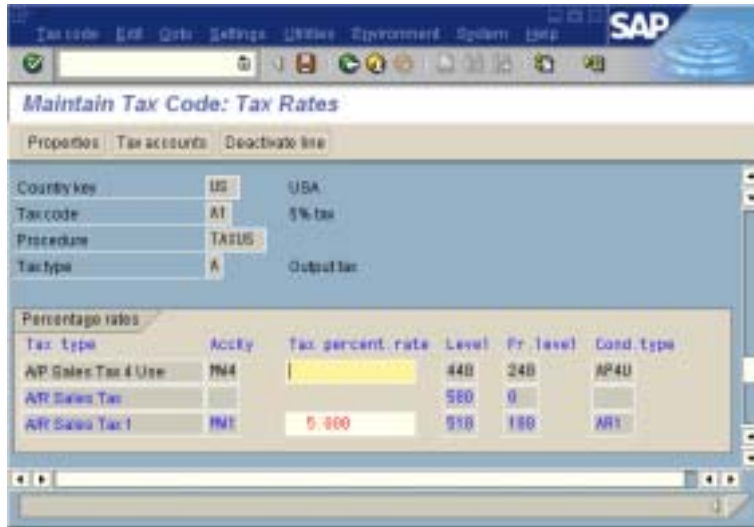 Tax code Edit Goto Settings Utilities Environment System Help
SAP
Maintain Tax Code: Tax Rates
Properties Tax accounts Deactivate line
Country key US USA
Tax code A1 5% tax
Procedure TAXUS
Tax type A Output tax
Percentage rates
Tax type Acct Key Tax percent. rate Level Fr. level Cond. type
A/P Sales Tax 4 Use MW4 440 240 AP4U
A/R Sales Tax 500 0
A/R Sales Tax 1 MW1 5.000 510 100 AR1